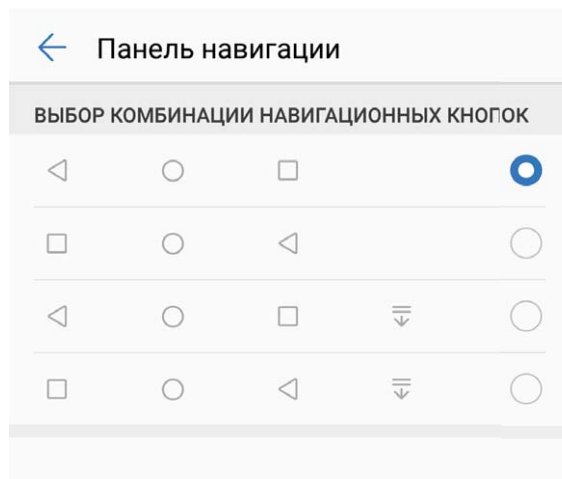 Панель навигации
ВЫБОР КОМБИНАЦИИ НАВИГАЦИОННЫХ КНОПОК